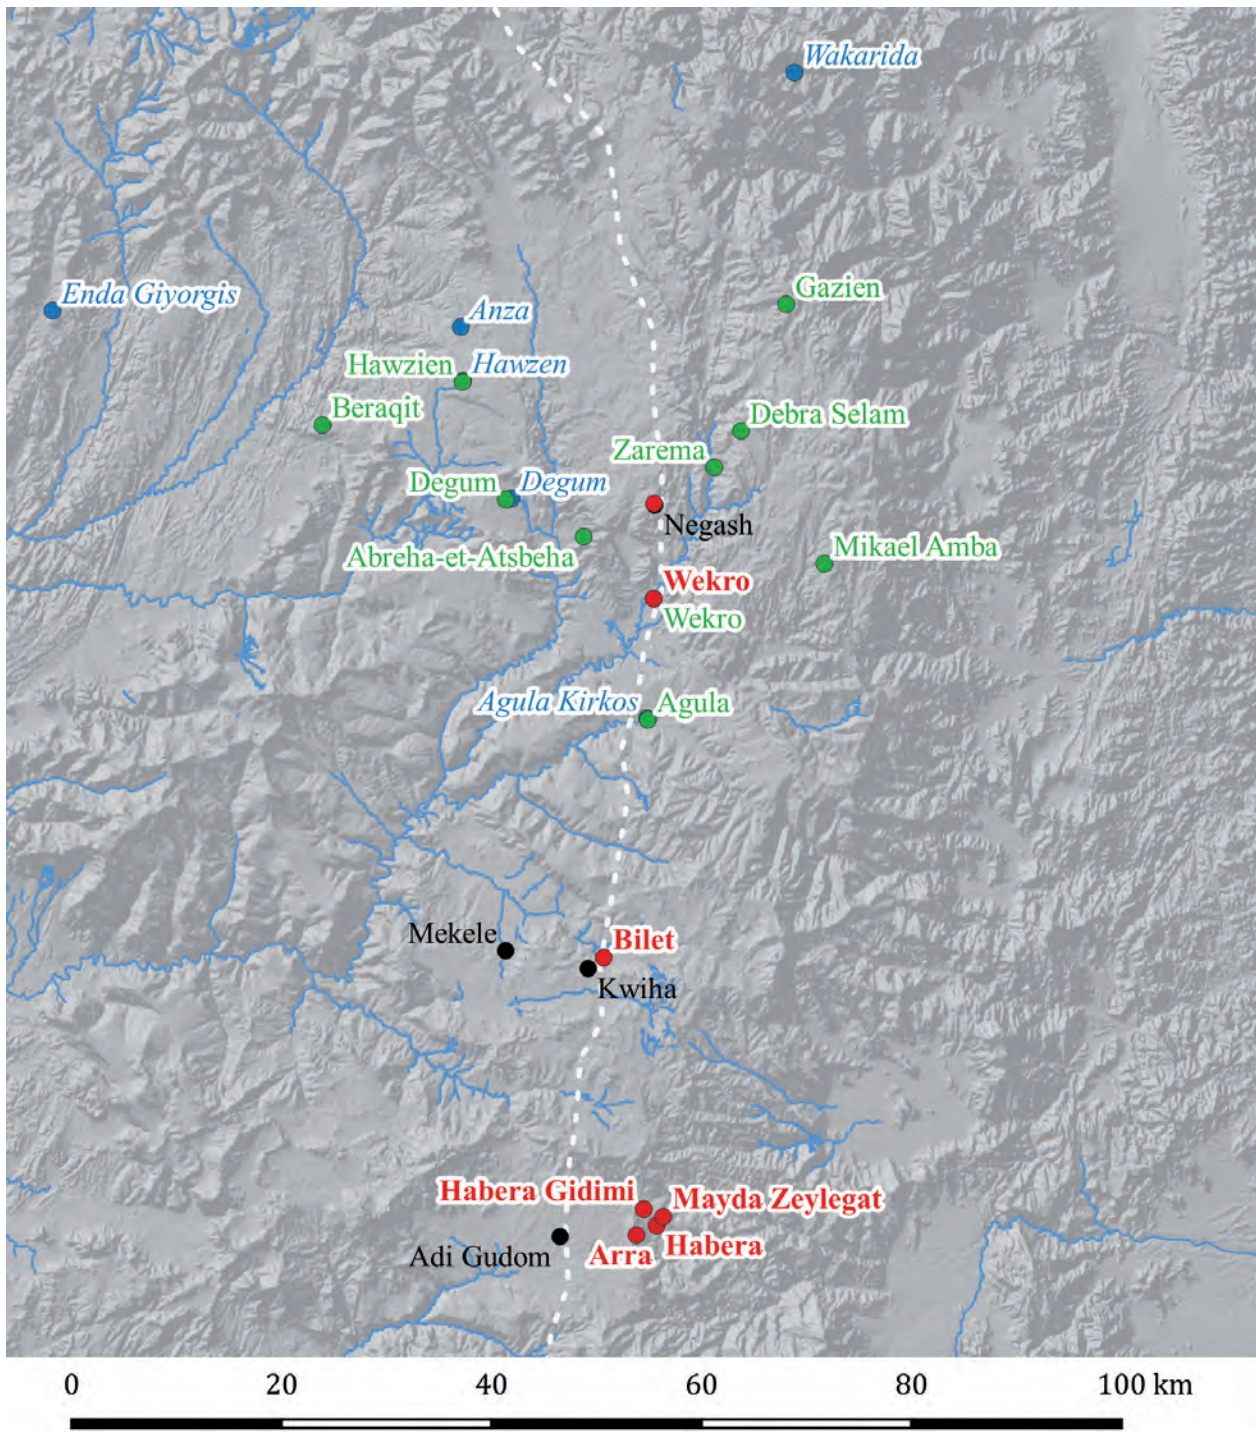 Wakarida
Enda Giyorgis
Gazien
Anza
Hawzien
Hawzen
Beraqit
Debra Selam
Zarema
Degum
Degum
Negash
Abreha-et-Atsbeha
Mikael Amba
Wekro
Wekro
Agula Kirkos
Agula
Mekele
Bilet
Kwiha
Habera Gidimi
Mayda Zeylegat
Adi Gudom
Arra
Habera
0 20 40 60 80 100 km